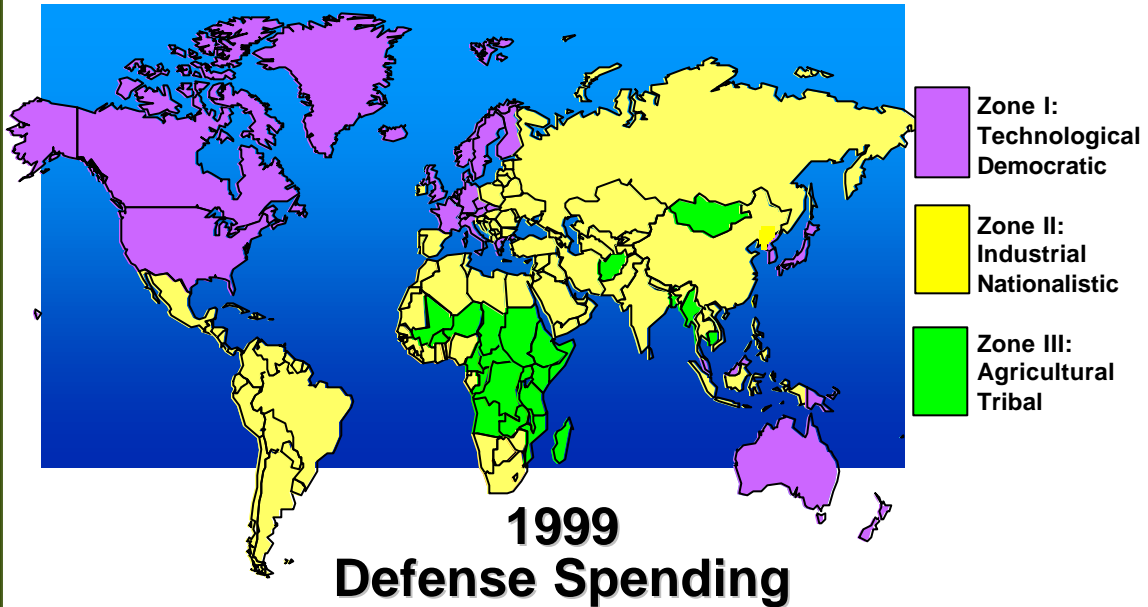 Zone I:
Technological
Democratic
Zone II:
Industrial
Nationalistic
Zone III:
Agricultural
Tribal
1999
Defense Spending